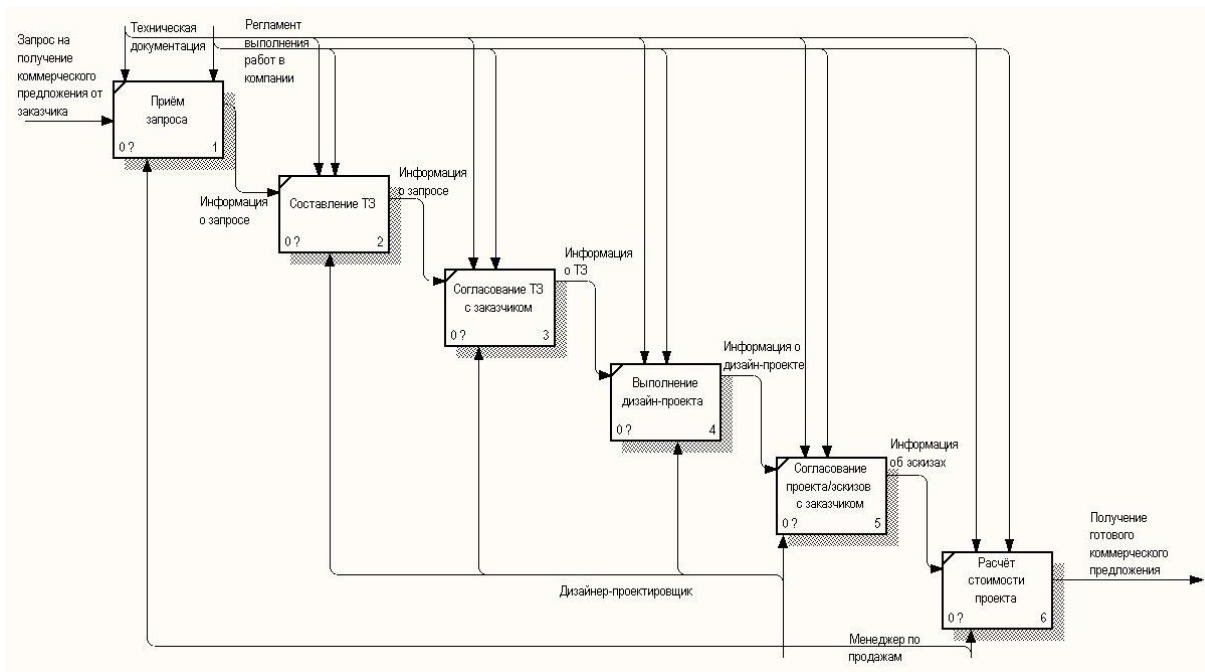 Запрос на
получение
коммерческого
предложения от
заказчика
Техническая
документация
Регламент
выполнения
работ в
компании
Приём
запроса
0 ?
1
Информация
о запросе
Составление ТЗ
0 ?
2
Информация
о запросе
Согласование ТЗ
с заказчиком
0 ?
3
Информация
о ТЗ
Выполнение
дизайн-проекта
0 ?
4
Информация о
дизайн-проекте
Согласование
проекта/эскизов
с заказчиком
0 ?
5
Информация
об эскизах
Расчёт
стоимости
проекта
0 ?
6
Получение
готового
коммерческого
предложения
Дизайнер-проектировщик
Менеджер по
продажам